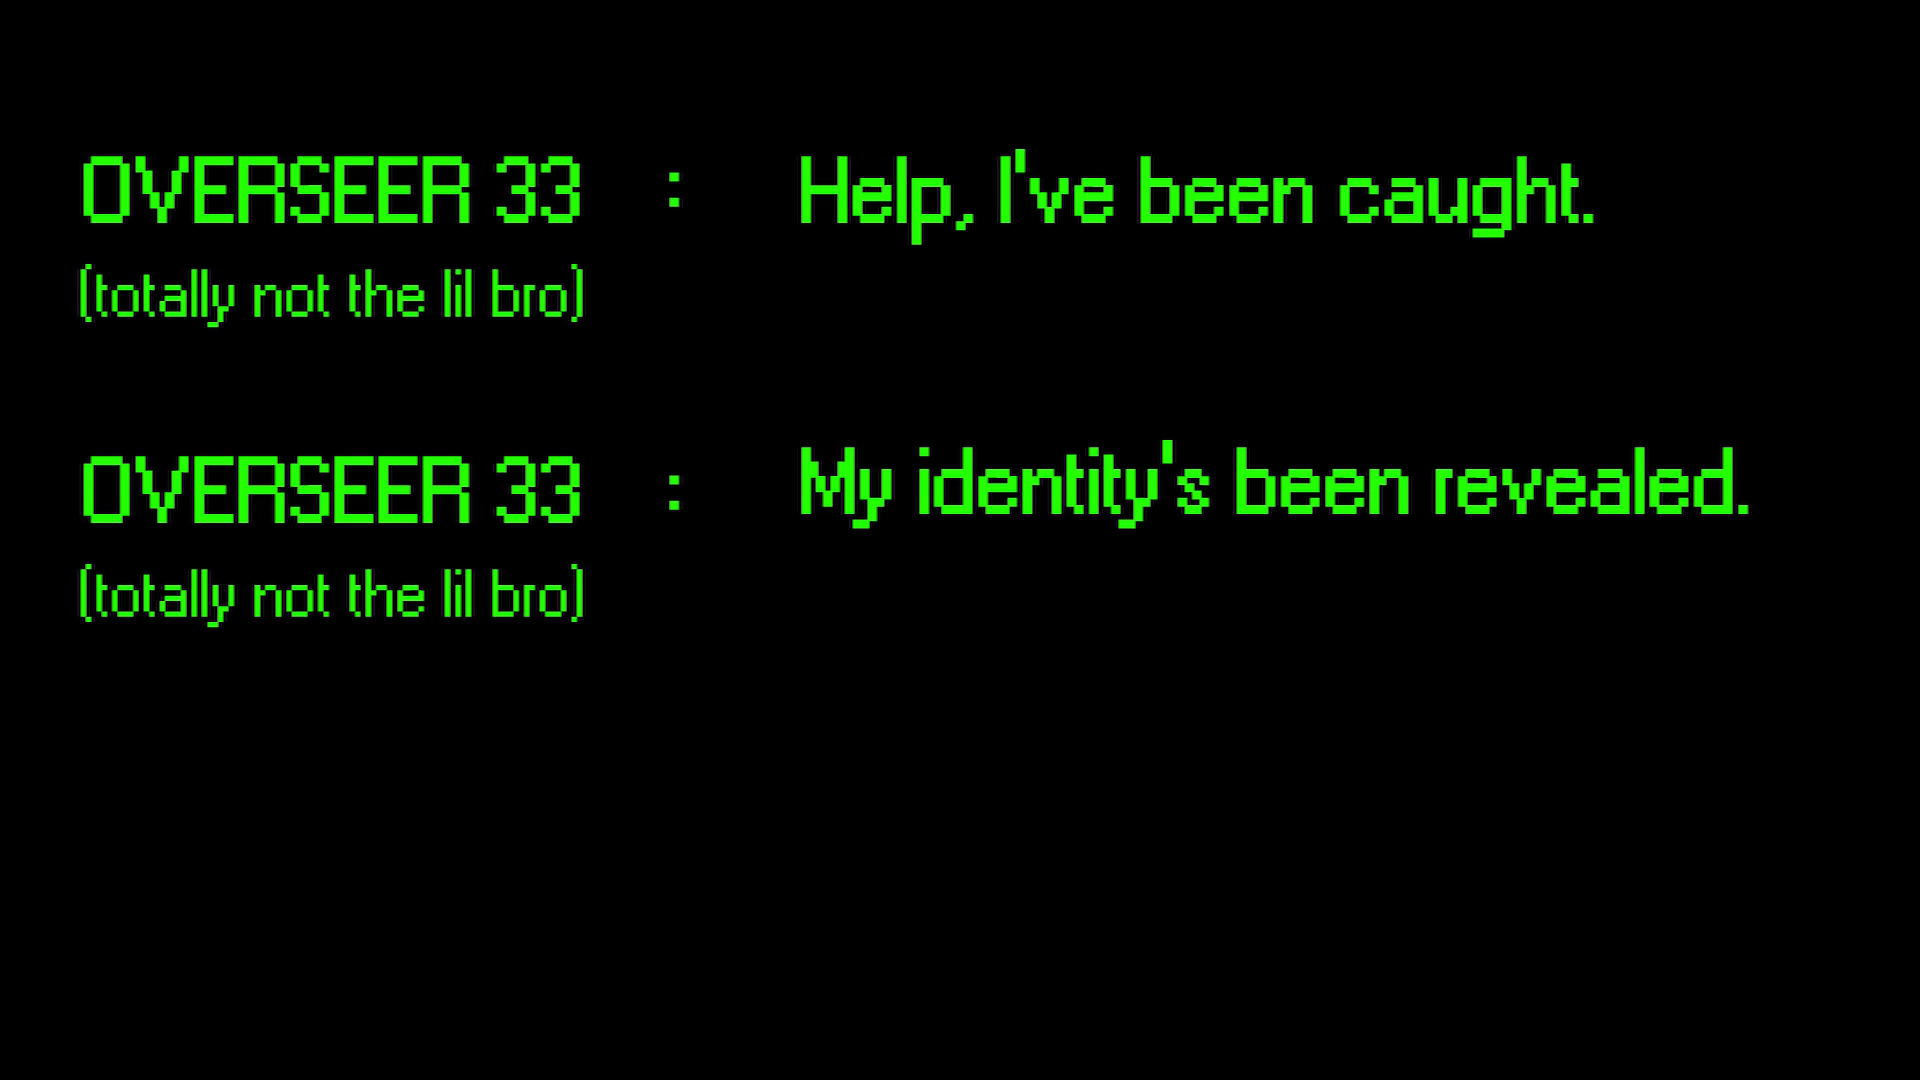 OVERSEER 33 : Help, I've been caught.
(totally not the lil bro)
OVERSEER 33 : My identity's been revealed.
(totally not the lil bro)